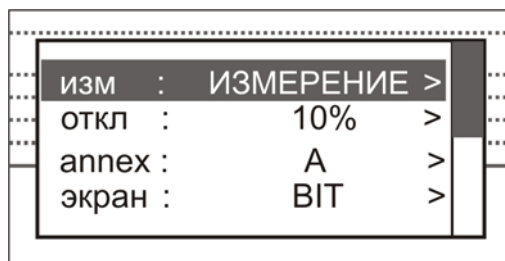 изм : ИЗМЕРЕНИЕ >
откл : 10% >
annex : A >
экран : BIT >